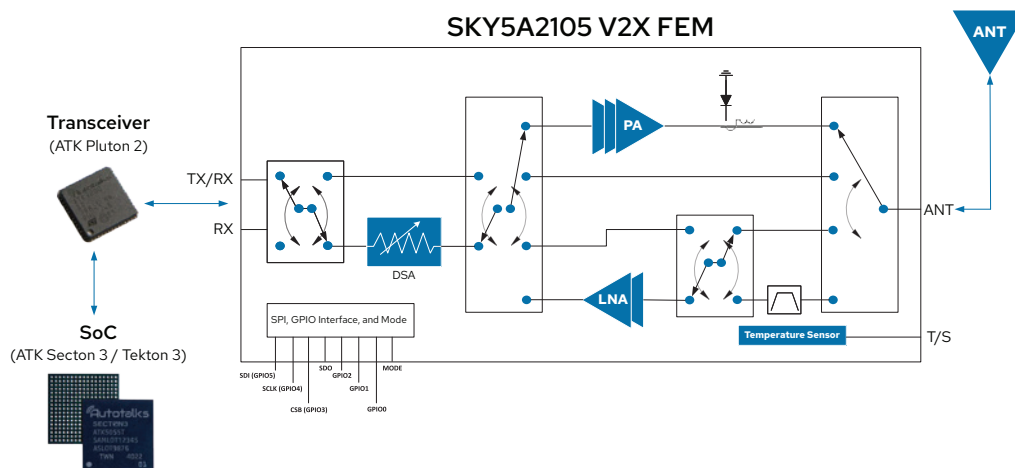 SKY5A2105 V2X FEM
ANT
Transceiver
(ATK Pluton 2)
TX/RX
RX
PA
DSA
LNA
ANT
SPI, GPIO Interface, and Mode
Temperature Sensor
T/S
SoC
(ATK Secton 3 / Tekton 3)
SDI (GPIO5)
SCLK (GPIO4)
CSB (GPIO3)
SDO
GPIO2
GPIO1
GPIO0
MODE
Autotalks
SECTON3